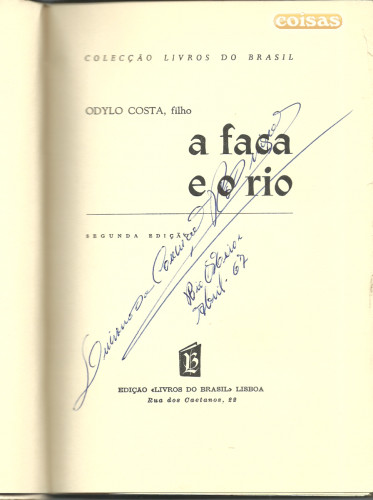 coisas
COLECÇÃO LIVROS DO BRASIL
ODYLO COSTA, filho
a faca
e o rio
SEGUNDA EDIÇÃO
Abril. 67
LB
EDIÇÃO «LIVROS DO BRASIL» LISBOA
Rua dos Caetanos, 22